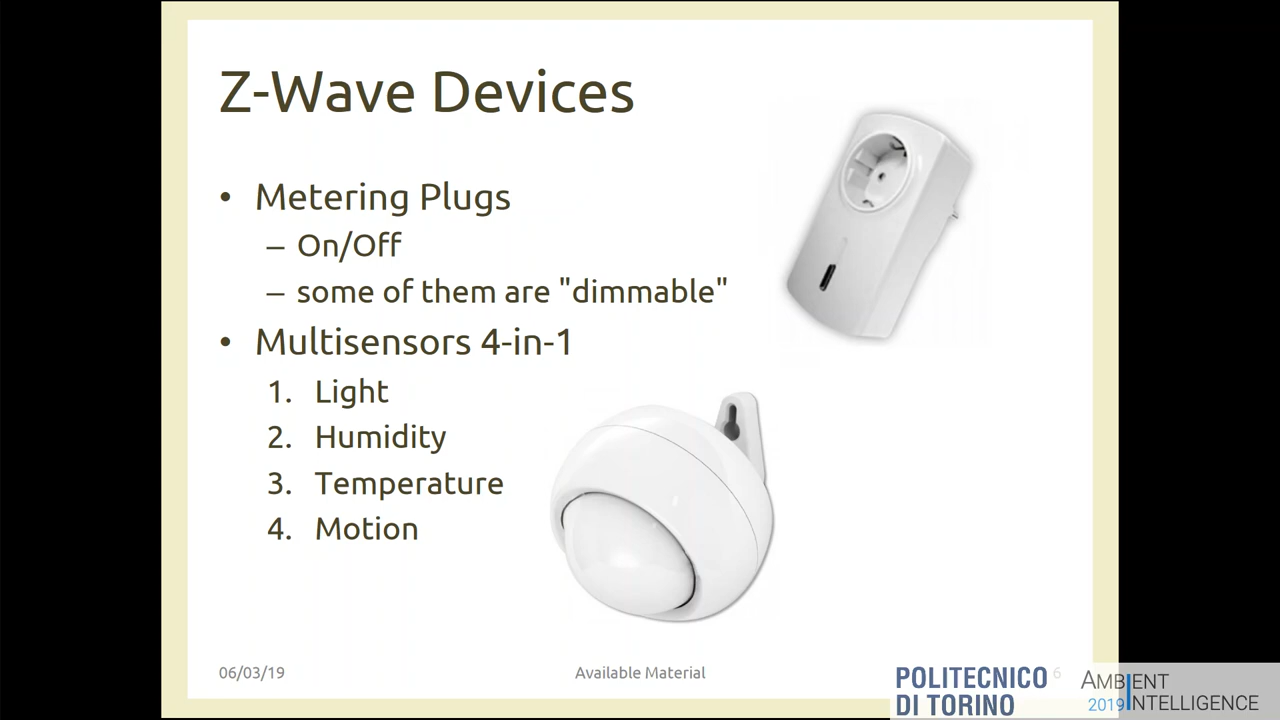 Z-Wave Devices
• Metering Plugs
– On/Off
– some of them are "dimmable"
• Multisensors 4-in-1
1. Light
2. Humidity
3. Temperature
4. Motion
06/03/19
Available Material
6
POLITECNICO
DI TORINO
AMBIENT
2019 INTELLIGENCE